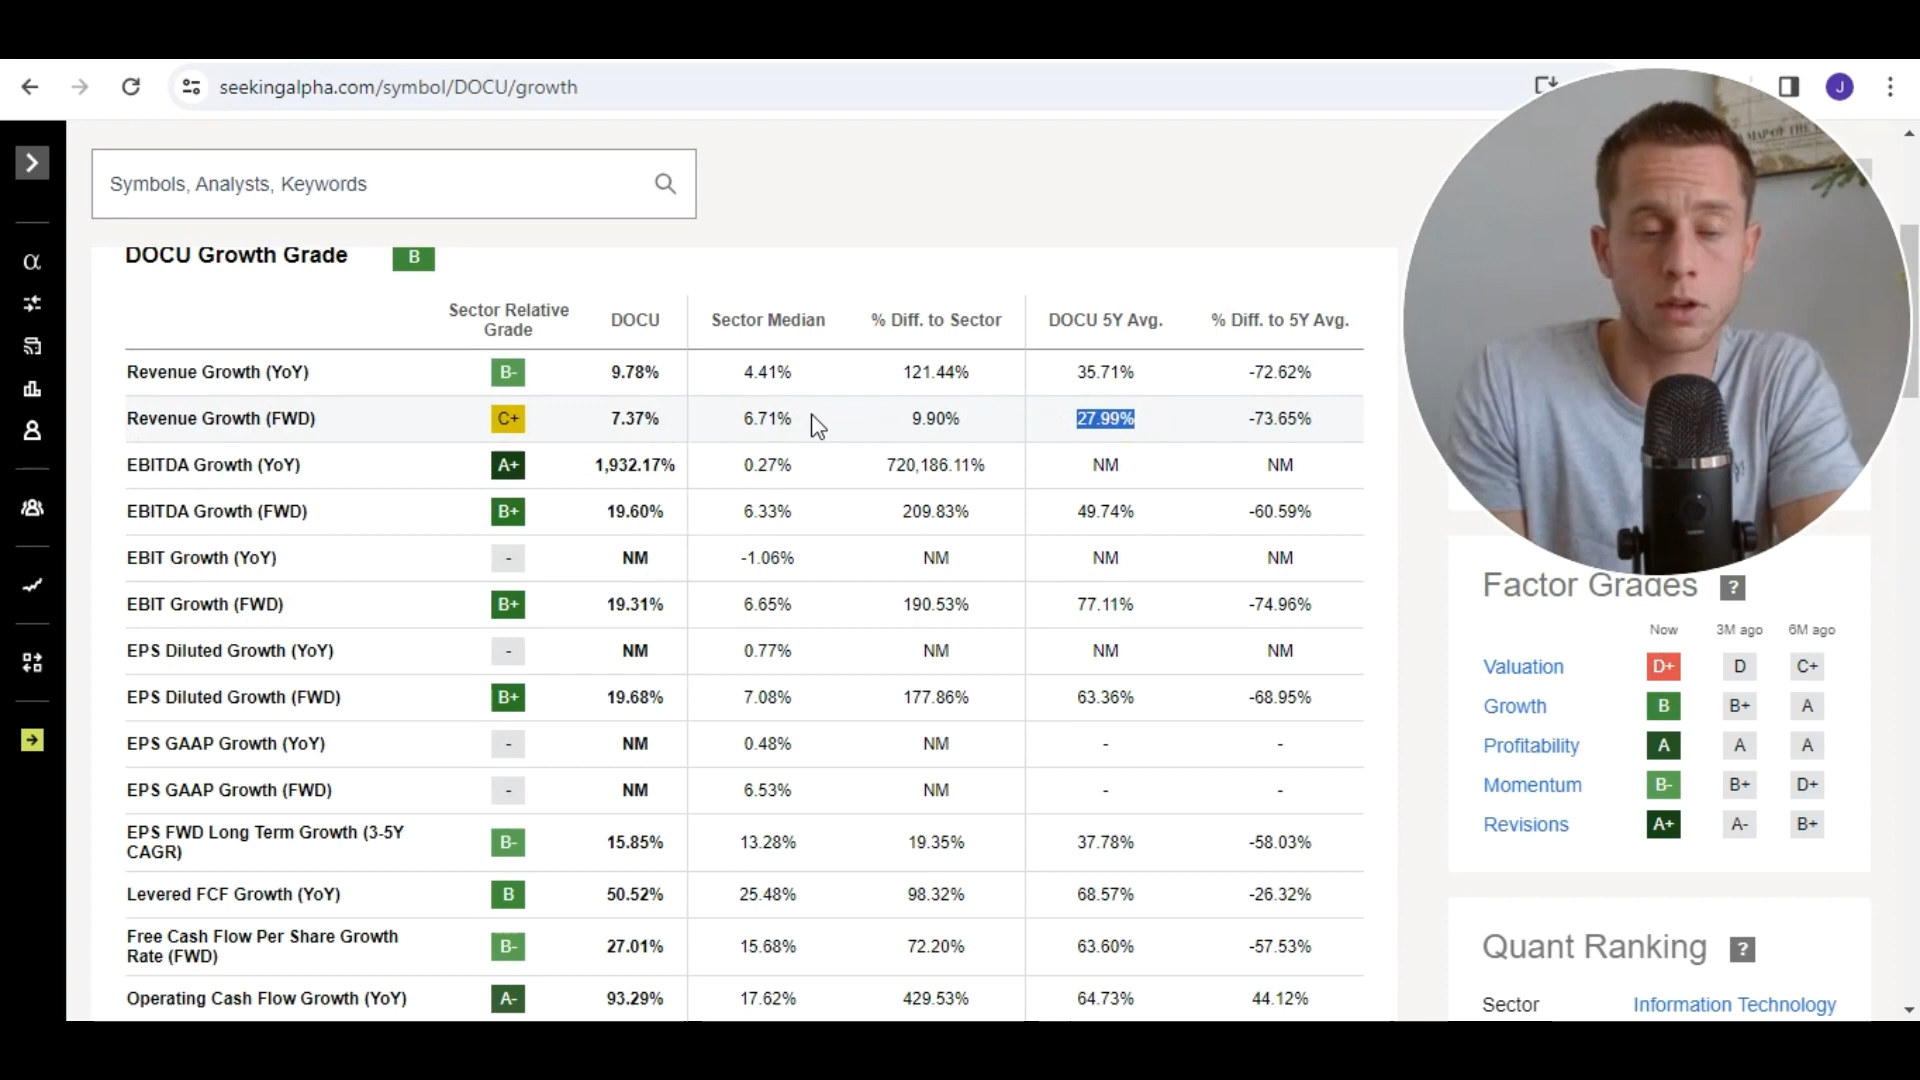 seekingalpha.com/symbol/DOCU/growth
J
Symbols, Analysts, Keywords
MAP OF THE
DOCU Growth Grade B
Sector Relative Grade DOCU Sector Median % Diff. to Sector DOCU 5Y Avg. % Diff. to 5Y Avg.
Revenue Growth (YoY) B- 9.78% 4.41% 121.44% 35.71% -72.62%
Revenue Growth (FWD) C+ 7.37% 6.71% 9.90% 27.99% -73.65%
EBITDA Growth (YoY) A+ 1,932.17% 0.27% 720,186.11% NM NM
EBITDA Growth (FWD) B+ 19.60% 6.33% 209.83% 49.74% -60.59%
EBIT Growth (YoY) - NM -1.06% NM NM NM
EBIT Growth (FWD) B+ 19.31% 6.65% 190.53% 77.11% -74.96%
EPS Diluted Growth (YoY) - NM 0.77% NM NM NM
EPS Diluted Growth (FWD) B+ 19.68% 7.08% 177.86% 63.36% -68.95%
EPS GAAP Growth (YoY) - NM 0.48% NM - -
EPS GAAP Growth (FWD) - NM 6.53% NM - -
EPS FWD Long Term Growth (3-5Y CAGR) B- 15.85% 13.28% 19.35% 37.78% -58.03%
Levered FCF Growth (YoY) B 50.52% 25.48% 98.32% 68.57% -26.32%
Free Cash Flow Per Share Growth Rate (FWD) B- 27.01% 15.68% 72.20% 63.60% -57.53%
Operating Cash Flow Growth (YoY) A- 93.29% 17.62% 429.53% 64.73% 44.12%
Factor Grades ?
Now 3M ago 6M ago
Valuation D+ D C+
Growth B B+ A
Profitability A A A
Momentum B- B+ D+
Revisions A+ A- B+
Quant Ranking ?
Sector Information Technology